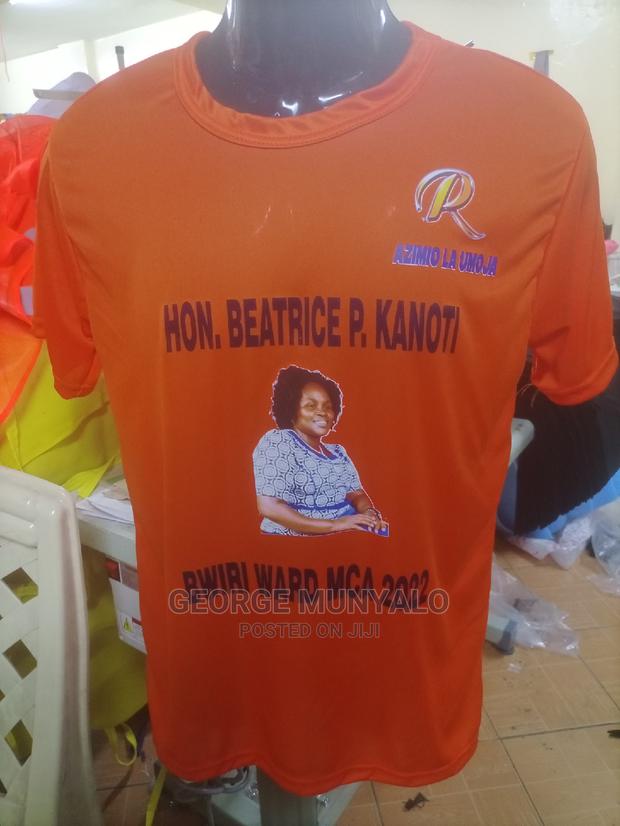 R
AZIMIO LA UMOJA
HON. BEATRICE P. KANOTI
BWIRI WARD MCA 2022
GEORGE MUNYALO
POSTED ON JIJI